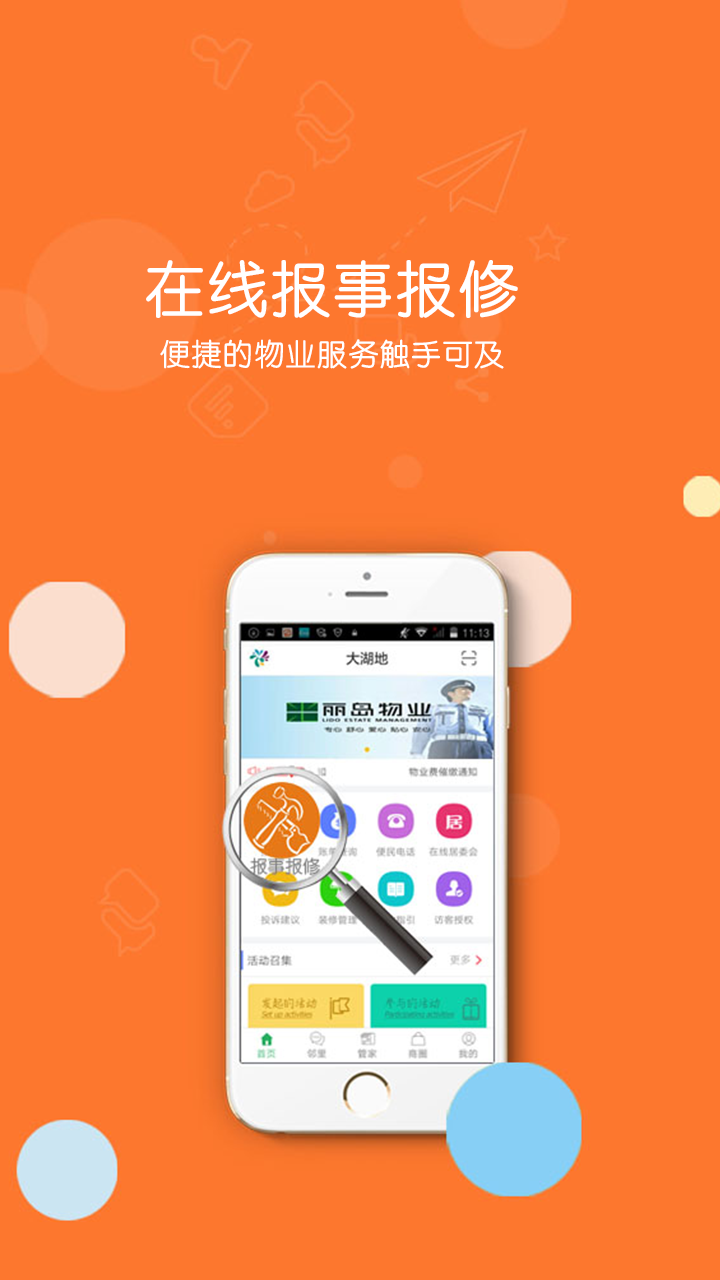 在线报事报修
便捷的物业服务触手可及
11:13
大湖地
丽岛物业
LIDO ESTATE MANAGEMENT
专心 舒心 爱心 贴心 安心
物业费催缴通知
报事报修
便民电话 在线居委会
投诉建议 装修管理 指引 访客授权
活动召集 更多
发起的活动 参与的活动
Set up activities Participating activities
首页 邻里 管家 商圈 我的